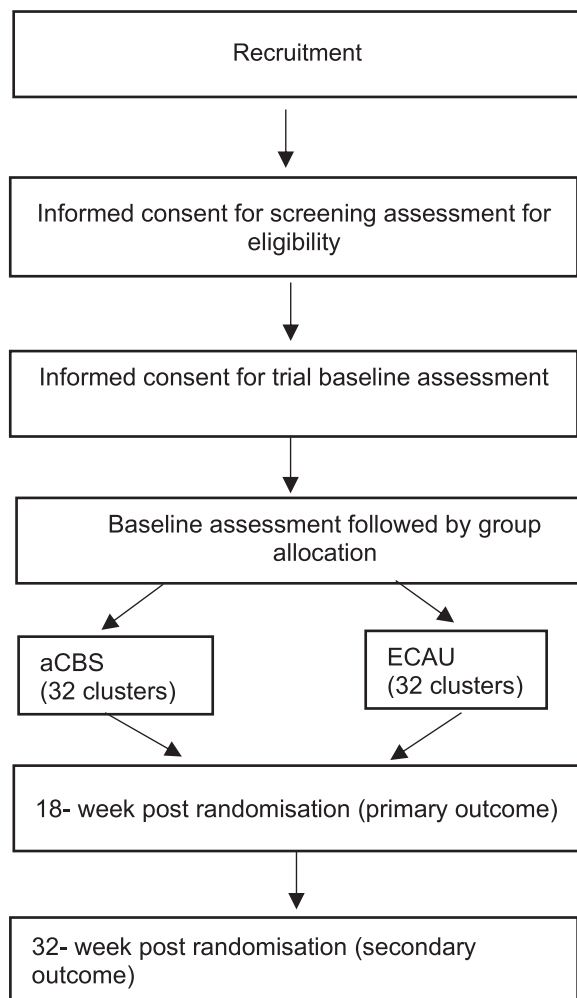 Recruitment
Informed consent for screening assessment for
eligibility
Informed consent for trial baseline assessment
Baseline assessment followed by group
allocation
aCBS
(32 clusters)
ECAU
(32 clusters)
18- week post randomisation (primary outcome)
32- week post randomisation (secondary
outcome)